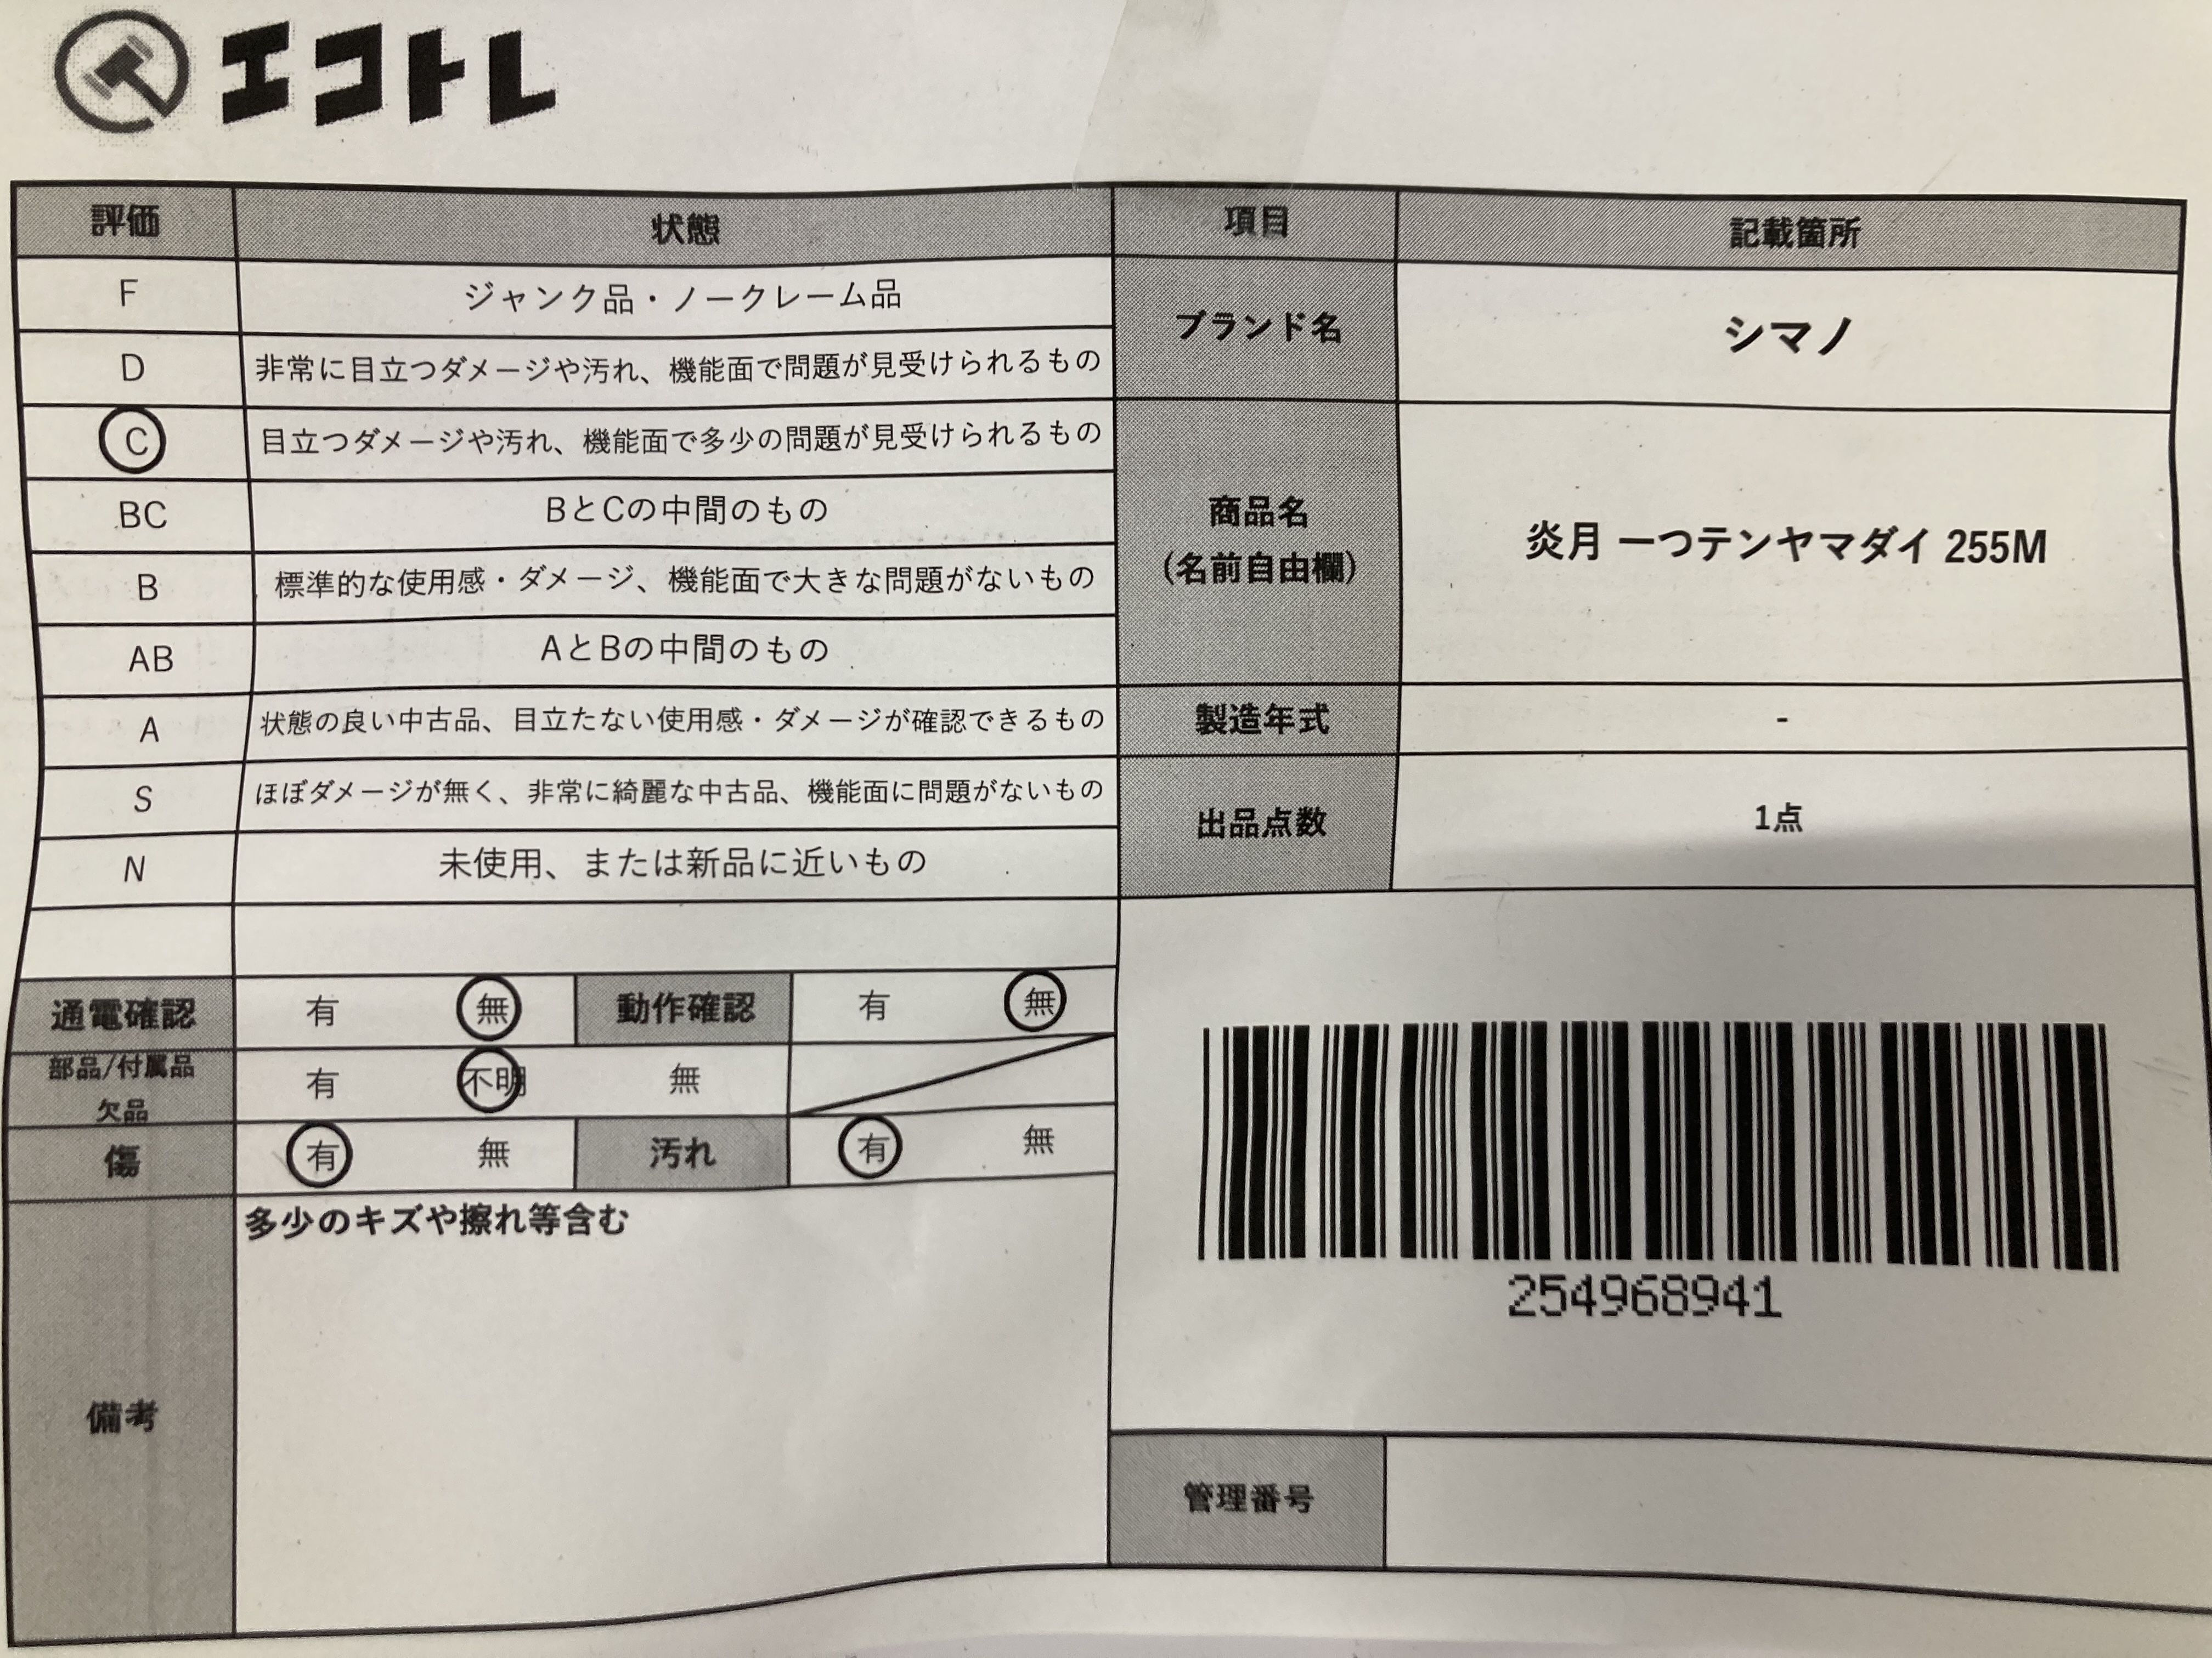 エコトレ
評価 状態
F ジャンク品・ノークレーム品
D 非常に目立つダメージや汚れ、機能面で問題が見受けられるもの
C 目立つダメージや汚れ、機能面で多少の問題が見受けられるもの
BC BとCの中間のもの
B 標準的な使用感・ダメージ、機能面で大きな問題がないもの
AB AとBの中間のもの
A 状態の良い中古品、目立たない使用感・ダメージが確認できるもの
S ほぼダメージが無く、非常に綺麗な中古品、機能面に問題がないもの
N 未使用、または新品に近いもの
通電確認 有 無 動作確認 有 無
部品/付属品
欠品 有 不明 無
傷 有 無 汚れ 有 無
備考 多少のキズや擦れ等含む
項目 記載箇所
ブランド名 シマノ
商品名
(名前自由欄) 炎月 一つテンヤマダイ 255M
製造年式 -
出品点数 1点
254968941
管理番号